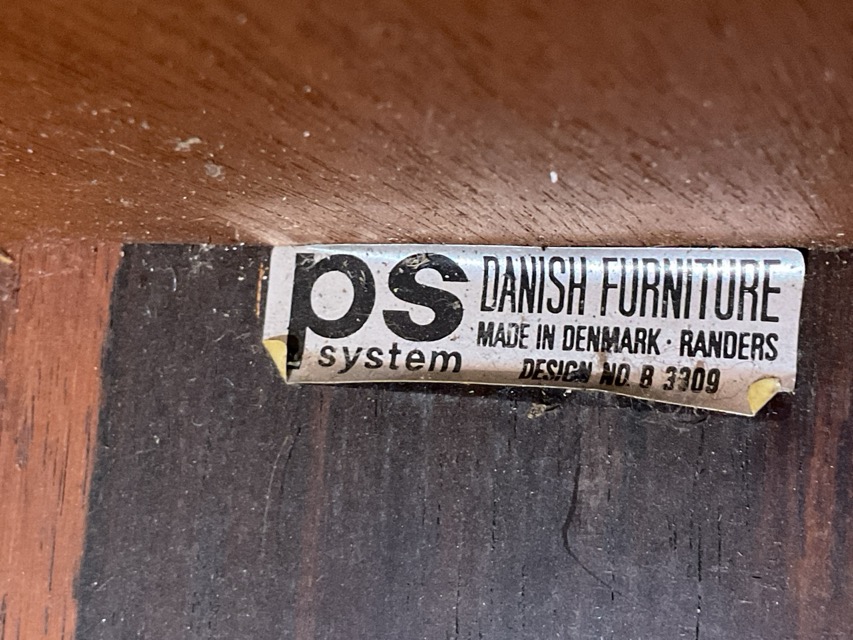 ps system
DANISH FURNITURE
MADE IN DENMARK · RANDERS
DESIGN NO. B 3309